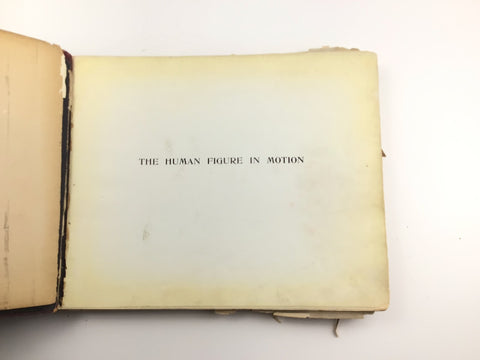 THE HUMAN FIGURE IN MOTION